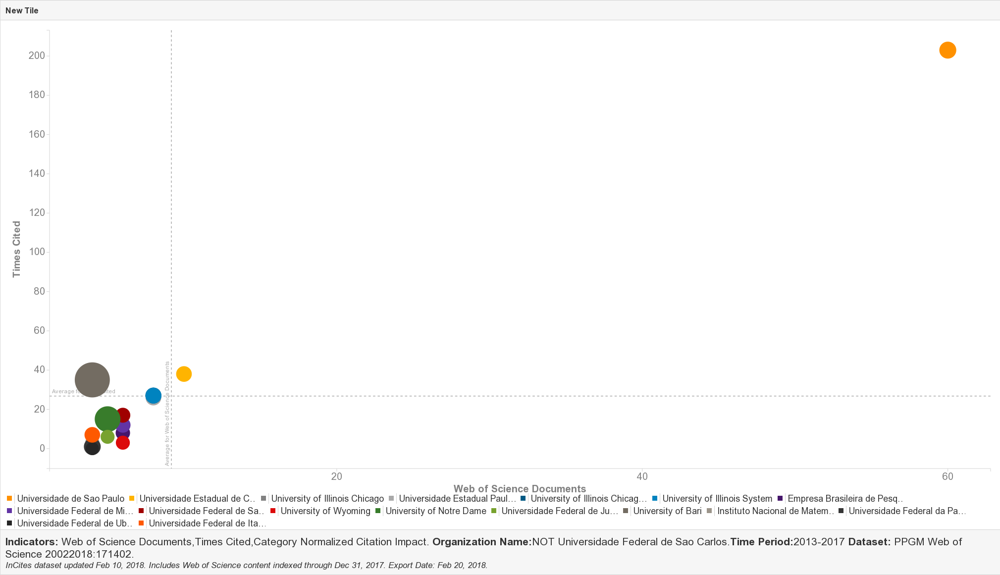 New Tile
200
180
160
140
120
100
80
60
40
20
0
Times Cited
Average for
ited
Average for Web of Science Documents
20
40
60
Web of Science Documents
Universidade de Sao Paulo Universidade Estadual de C.. University of Illinois Chicago Universidade Estadual Paul... University of Illinois Chicag... University of Illinois System Empresa Brasileira de Pesq..
Universidade Federal de Mi... Universidade Federal de Sa.. University of Wyoming University of Notre Dame Universidade Federal de Ju... University of Bari Instituto Nacional de Matem.. Universidade Federal da Pa...
Universidade Federal de Ub.. Universidade Federal de Ita...
Indicators: Web of Science Documents,Times Cited,Category Normalized Citation Impact. Organization Name:NOT Universidade Federal de Sao Carlos.Time Period:2013-2017 Dataset: PPGM Web of
Science 20022018:171402.
InCites dataset updated Feb 10, 2018. Includes Web of Science content indexed through Dec 31, 2017. Export Date: Feb 20, 2018.